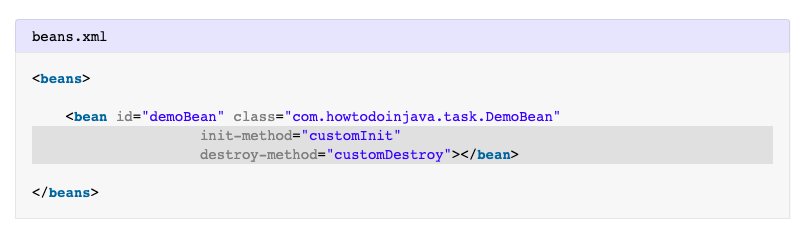 beans.xml
<beans>
<bean id="demoBean" class="com.howtodoinjava.task.DemoBean"
init-method="customInit"
destroy-method="customDestroy"></bean>
</beans>